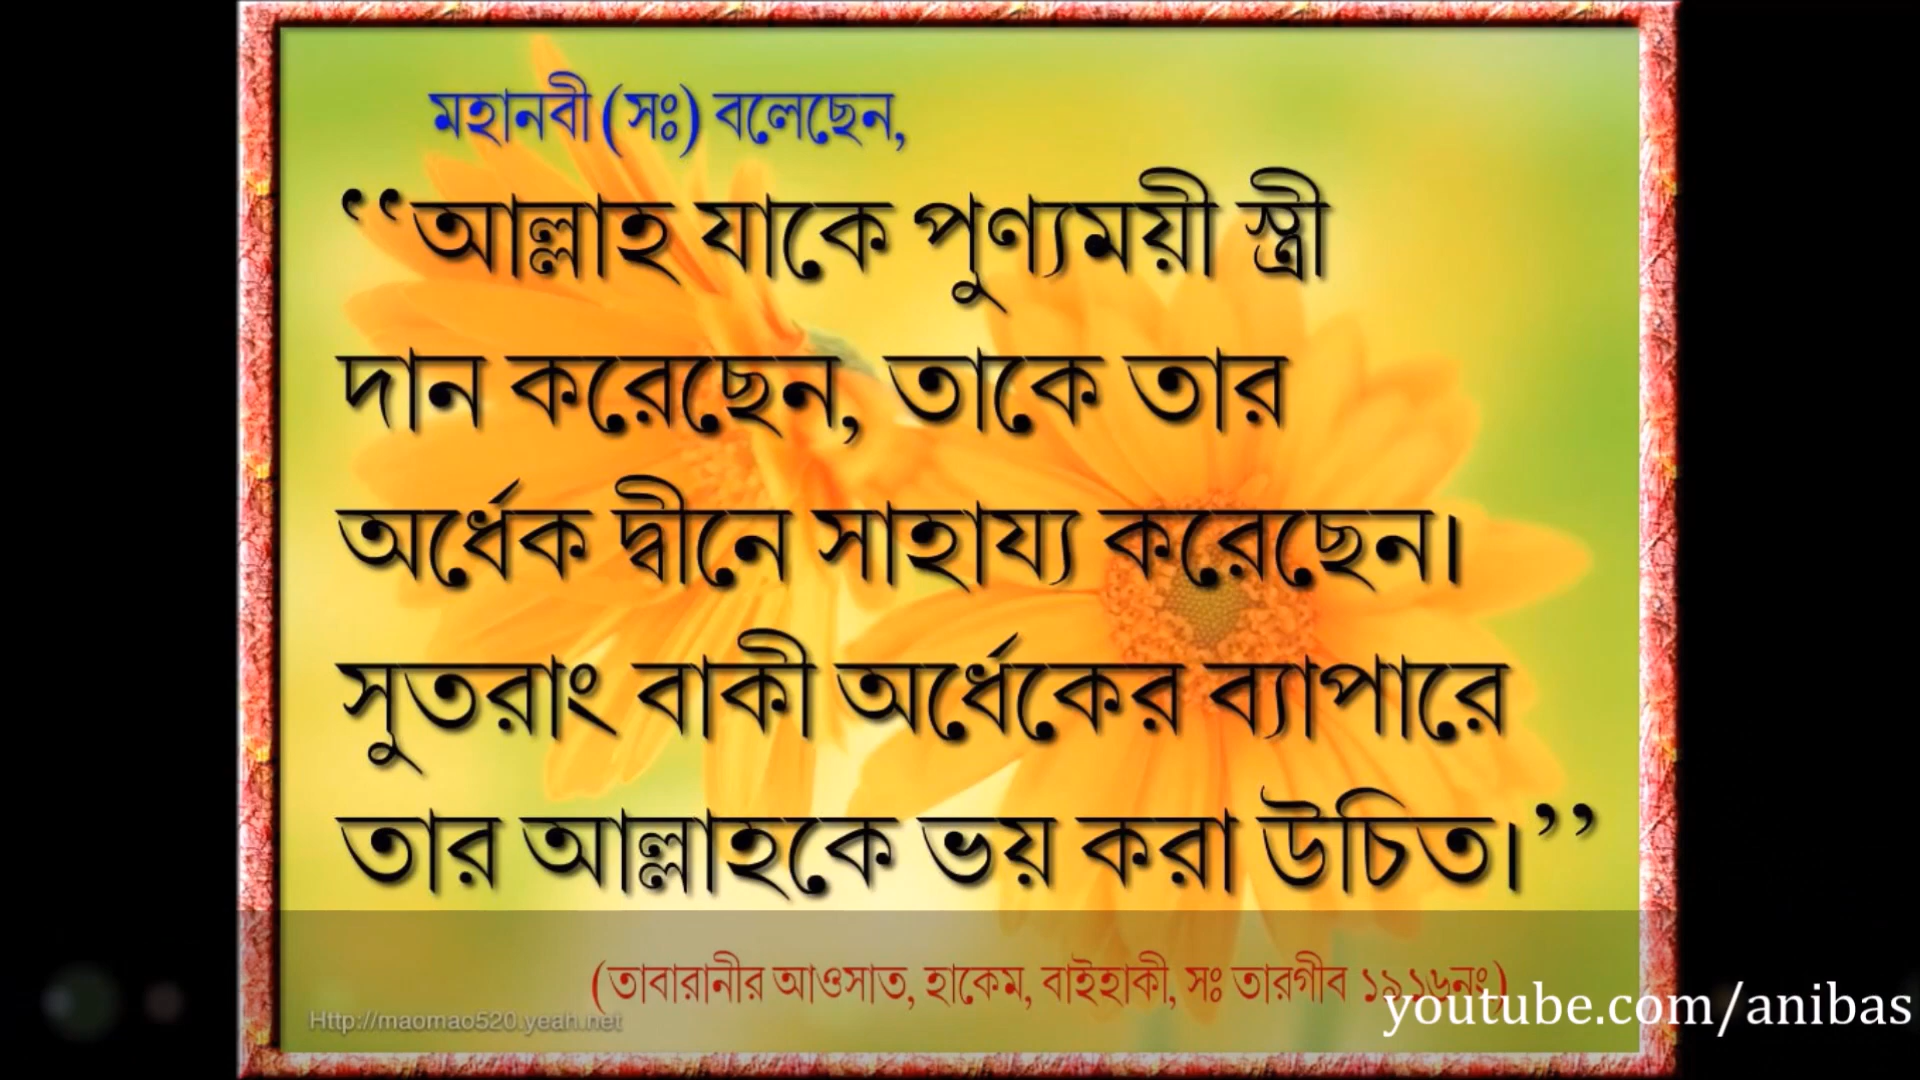 মহানবী (সঃ) বলেছেন,
“আল্লাহ যাকে পুণ্যময়ী স্ত্রী
দান করেছেন, তাকে তার
অর্ধেক দ্বীনে সাহায্য করেছেন।
সুতরাং বাকী অর্ধেকের ব্যাপারে
তার আল্লাহকে ভয় করা উচিত।”
(তাবারানীর আওসাত, হাকেম, বাইহাকী, সঃ তারগীব ১৯১৬নং)
Http://maomao520.yeah.net
youtube.com/anibas